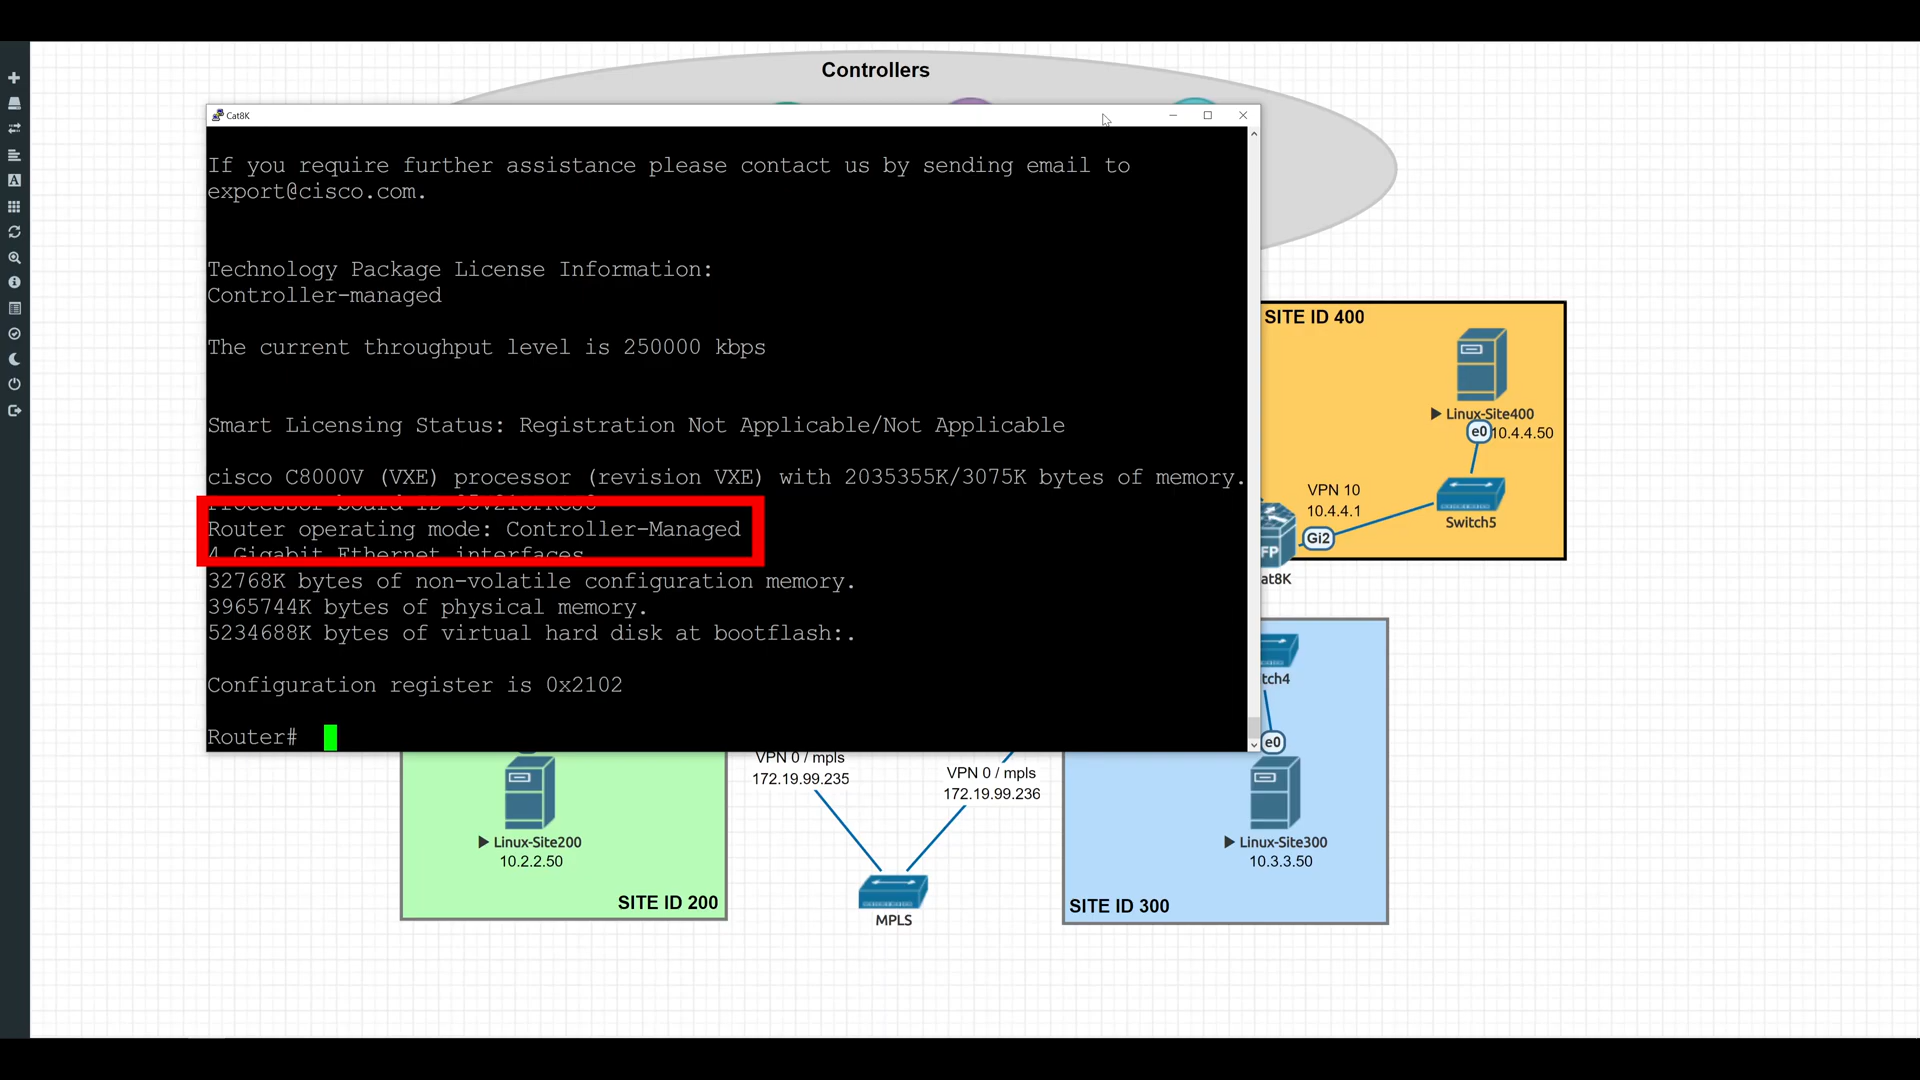 Controllers
Cat8K
If you require further assistance please contact us by sending email to
export@cisco.com.
Technology Package License Information:
Controller-managed
The current throughput level is 250000 kbps
Smart Licensing Status: Registration Not Applicable/Not Applicable
cisco C8000V (VXE) processor (revision VXE) with 2035355K/3075K bytes of memory.
Router operating mode: Controller-Managed
4 Gigabit Ethernet interfaces
32768K bytes of non-volatile configuration memory.
3965744K bytes of physical memory.
5234688K bytes of virtual hard disk at bootflash:.
Configuration register is 0x2102
Router#
SITE ID 400
Linux-Site400
e0
10.4.4.50
VPN 10
10.4.4.1
Gi2
Switch5
FP
at8K
tch4
e0
VPN 0 / mpls
172.19.99.235
VPN 0 / mpls
172.19.99.236
Linux-Site200
10.2.2.50
SITE ID 200
MPLS
Linux-Site300
10.3.3.50
SITE ID 300